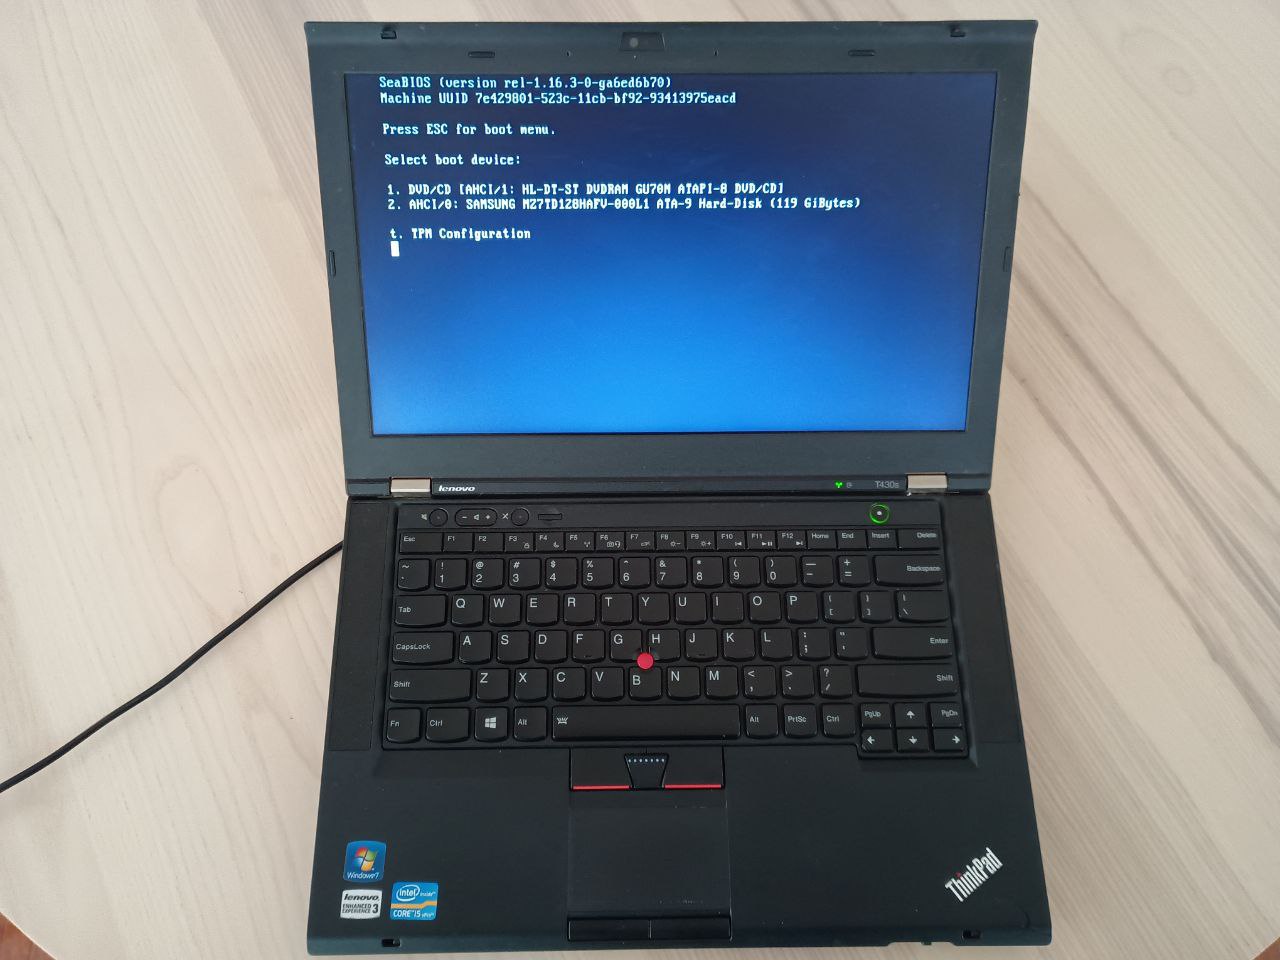 SeaBIOS (version rel-1.16.3-0-ga6ed6b70)
Machine UUID 7e429801-523c-11cb-bf92-93413975eacd
Press ESC for boot menu.
Select boot device:
1. DVD/CD [AHCI/1: HL-DT-ST DVDRAM GU70N ATAPI-8 DVD/CD]
2. AHCI/0: SAMSUNG MZ7TD128HAFV-000L1 ATA-9 Hard-Disk (119 GiBytes)
t. TPM Configuration
lenovo
T430s
Esc F1 F2 F3 F4 F5 F6 F7 F8 F9 F10 F11 F12 Home End Insert Delete
~ ` ! 1 @ 2 # 3 $ 4 % 5 ^ 6 & 7 * 8 ( 9 ) 0 — - + = Backspace
Tab Q W E R T Y U I O P { [ } ] | \
CapsLock A S D F G H J K L : ; " ' Enter
Shift Z X C V B N M < , > . ? / Shift
Fn Ctrl Alt Alt PrtSc Ctrl PgUp PgDn
Windows 7
lenovo
ENHANCED
EXPERIENCE 3
intel inside
CORE i5 vPro
ThinkPad